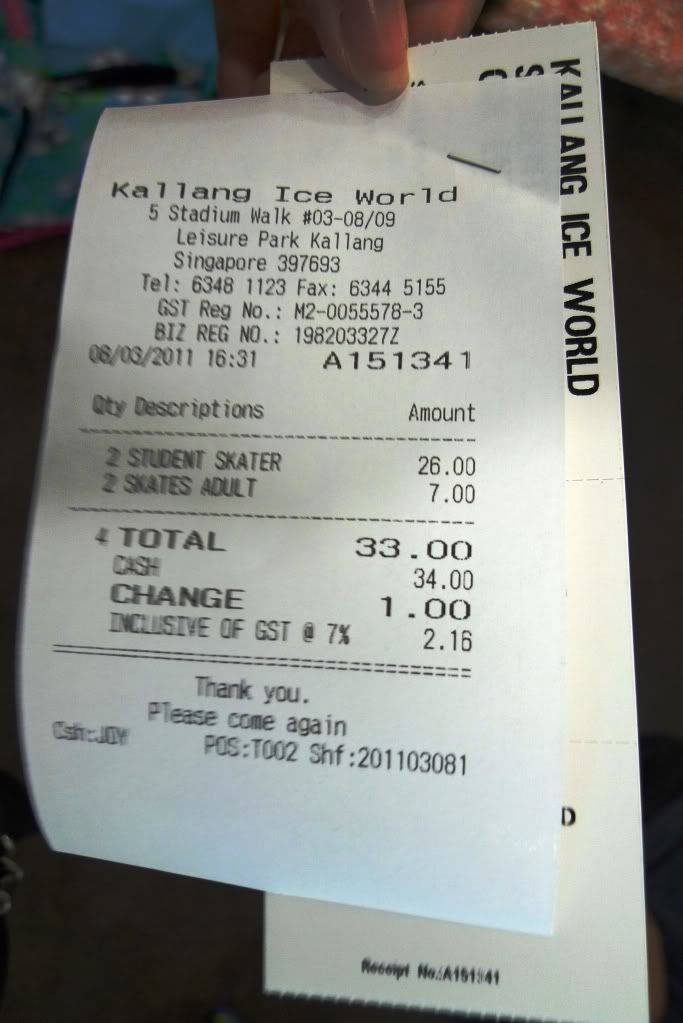 Kallang Ice World
5 Stadium Walk #03-08/09
Leisure Park Kallang
Singapore 397693
Tel: 6348 1123 Fax: 6344 5155
GST Reg No.: M2-0055578-3
BIZ REG NO.: 198203327Z
08/03/2011 16:31 A151341
Qty Descriptions Amount
2 STUDENT SKATER 26.00
2 SKATES ADULT 7.00
4 TOTAL 33.00
CASH 34.00
CHANGE 1.00
INCLUSIVE OF GST @ 7% 2.16
Thank you.
Please come again
Csh:JOY POS:T002 Shf:201103081
KALLANG ICE WORLD
D
Receipt No.:A151341